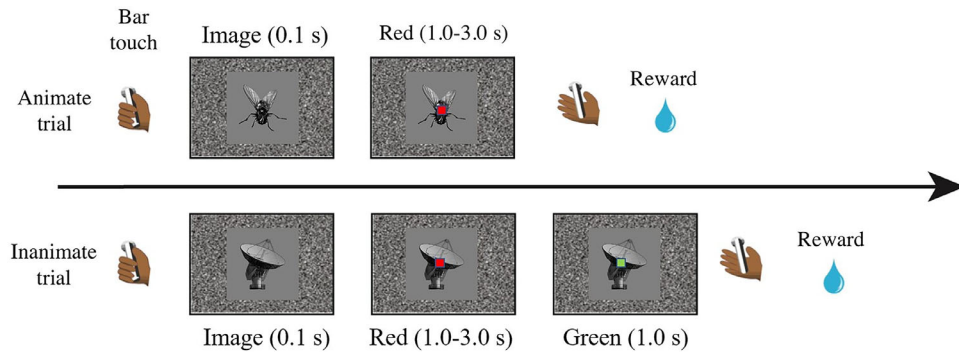 Bar
touch
Image (0.1 s)
Red (1.0-3.0 s)
Animate
trial
Reward
Inanimate
trial
Reward
Image (0.1 s)
Red (1.0-3.0 s)
Green (1.0 s)